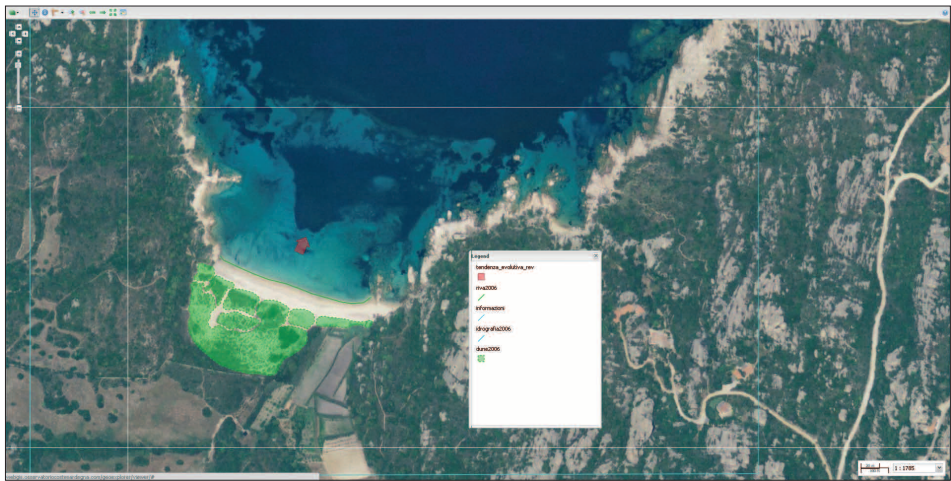 Legend
tendenza_evolutiva_rev
riva2006
informazioni
idrografia2006
dune2006
1 : 1785